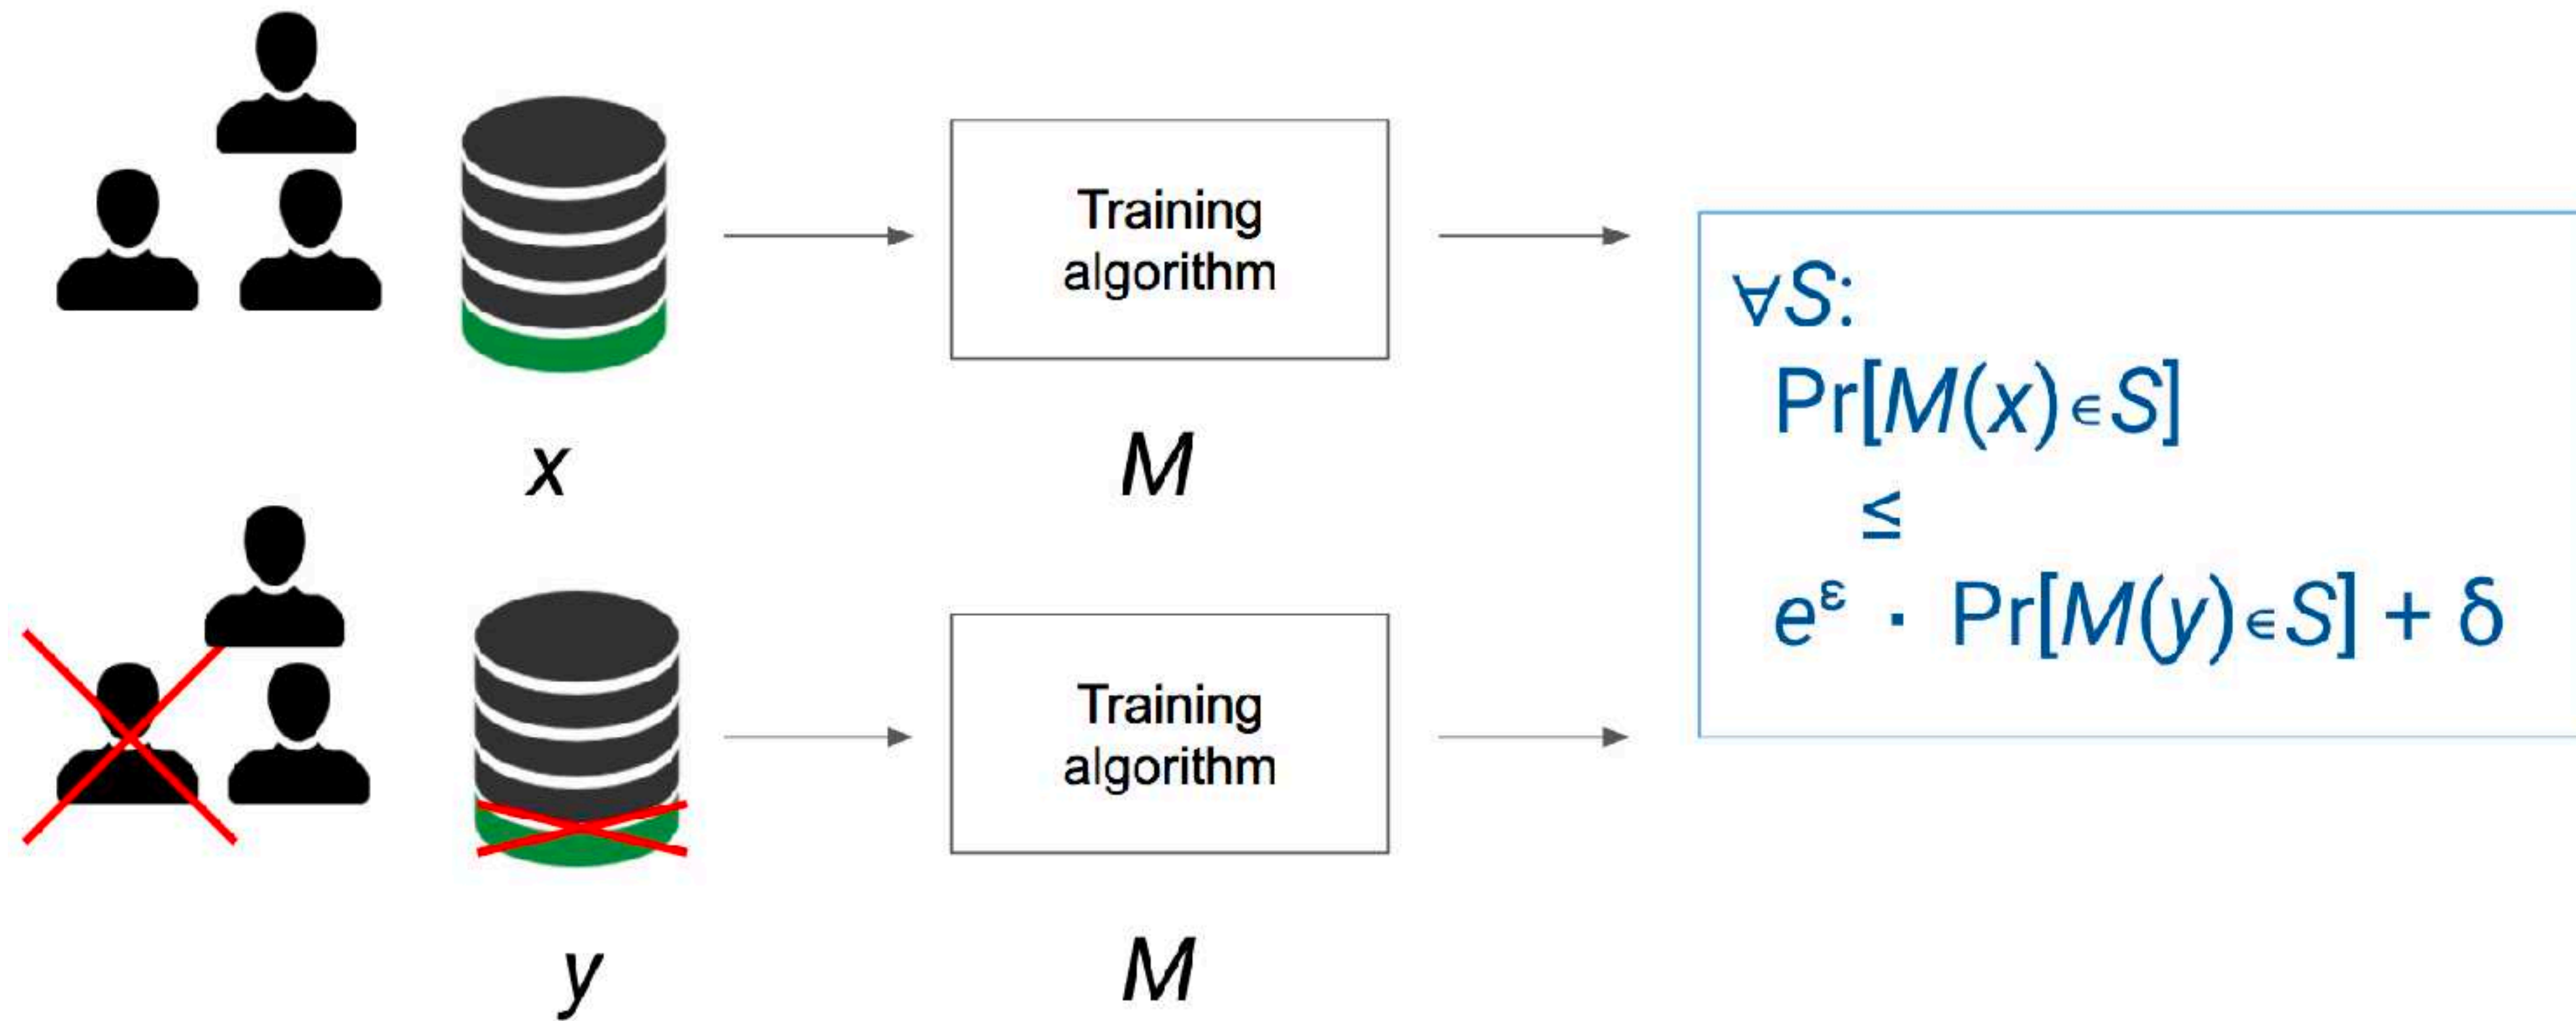 Training
algorithm
x
M
Training
algorithm
y
M
∀S:
Pr[M(x)∈S]
≤
e^ε · Pr[M(y)∈S] + δ